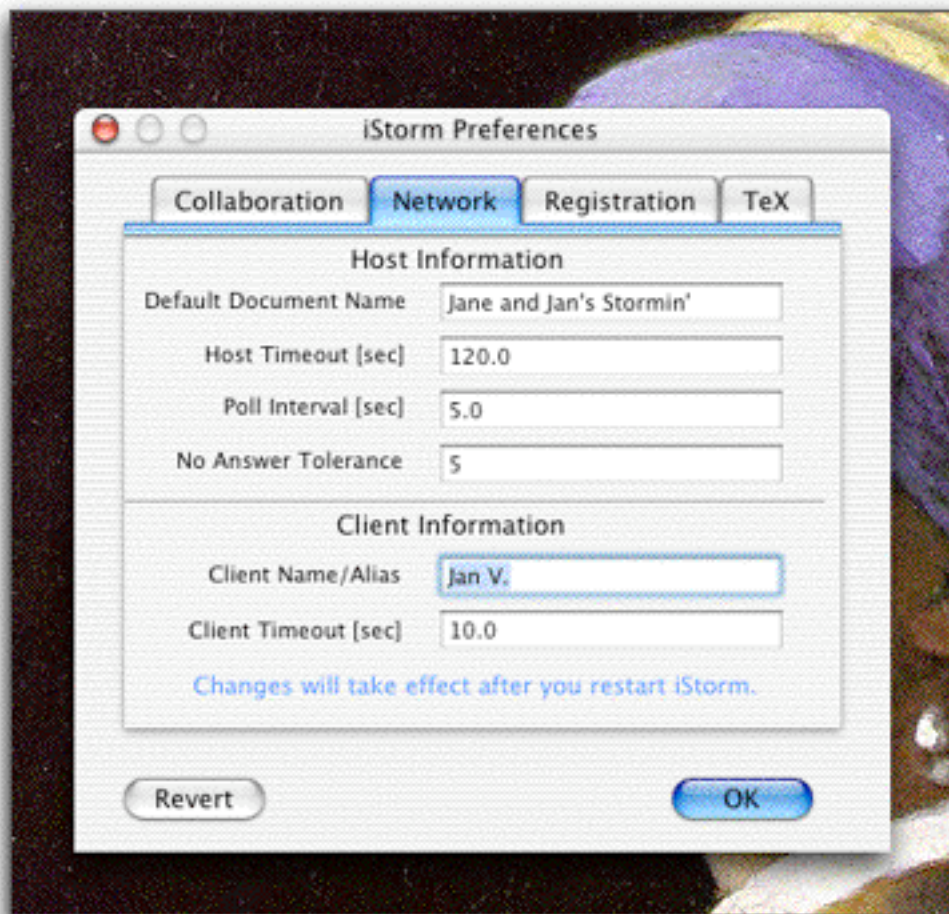 iStorm Preferences
Collaboration Network Registration TeX
Host Information
Default Document Name Jane and Jan's Stormin'
Host Timeout [sec] 120.0
Poll Interval [sec] 5.0
No Answer Tolerance 5
Client Information
Client Name/Alias Jan V.
Client Timeout [sec] 10.0
Changes will take effect after you restart iStorm.
Revert OK